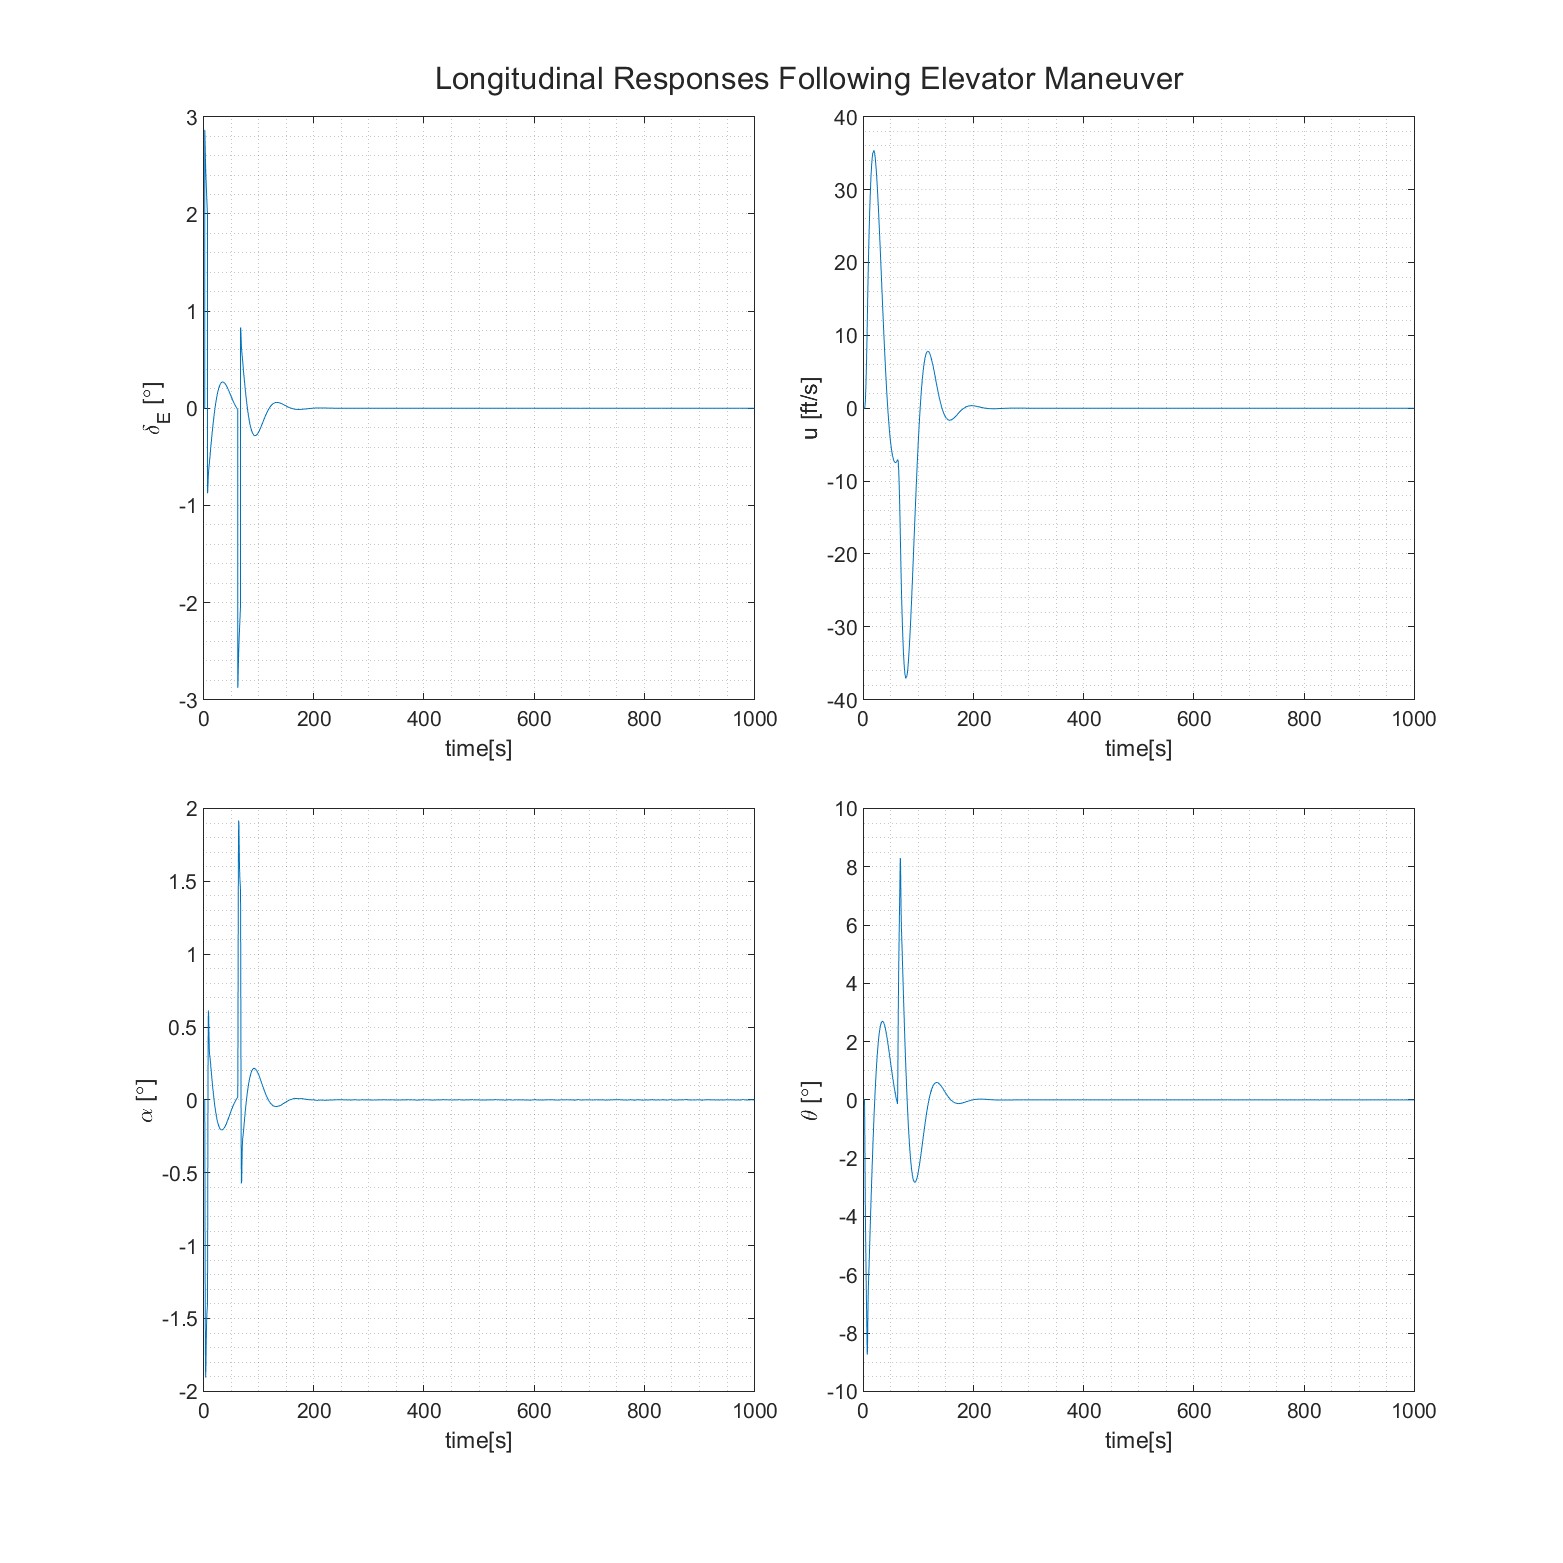 Longitudinal Responses Following Elevator Maneuver
3
2
1
0
-1
-2
-3
δE [°]
0 200 400 600 800 1000
time[s]
40
30
20
10
0
-10
-20
-30
-40
u [ft/s]
0 200 400 600 800 1000
time[s]
2
1.5
1
0.5
0
-0.5
-1
-1.5
-2
α [°]
0 200 400 600 800 1000
time[s]
10
8
6
4
2
0
-2
-4
-6
-8
-10
θ [°]
0 200 400 600 800 1000
time[s]